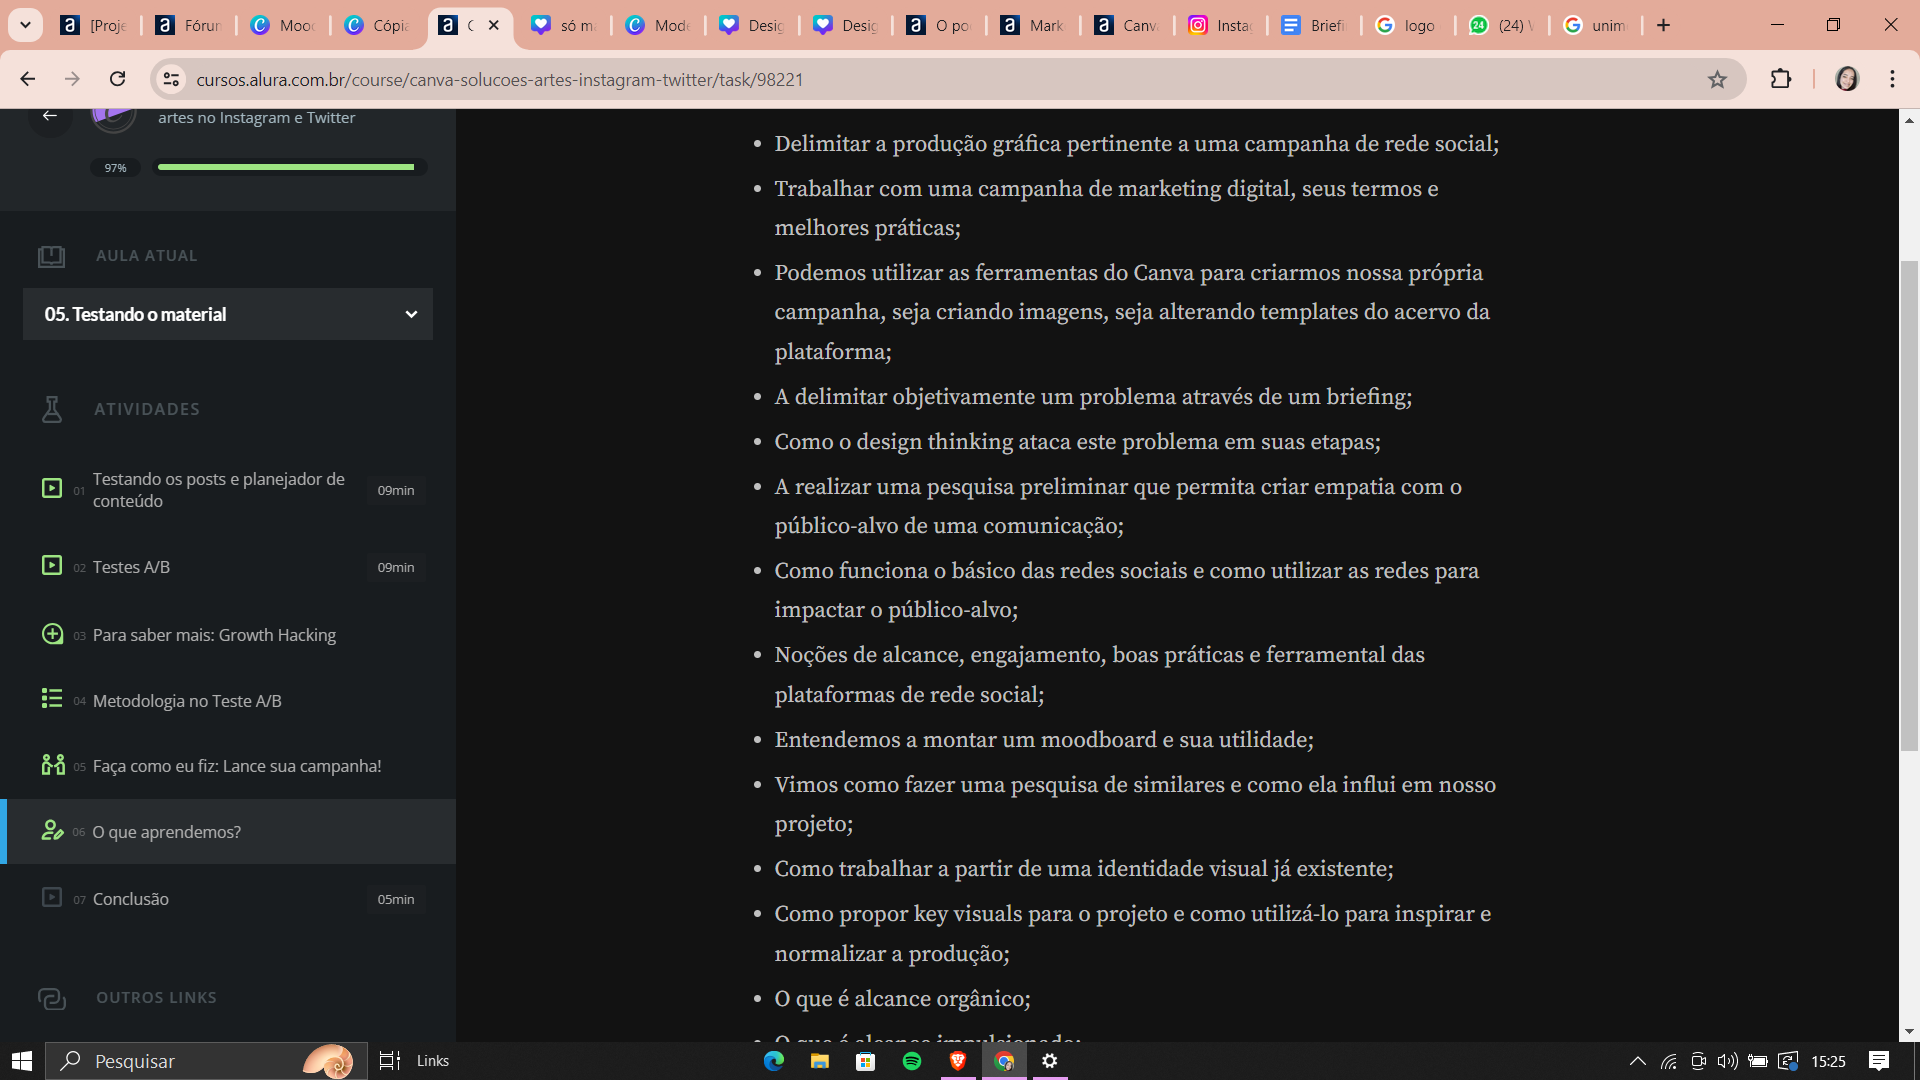 [Proje
Fórun
Mood
Cópia
só ma
Mode
Desig
Desig
O po
Mark
Canva
Insta
Briefi
logo
(24) W
unim
cursos.alura.com.br/course/canva-solucoes-artes-instagram-twitter/task/98221
artes no Instagram e Twitter
97%
AULA ATUAL
05. Testando o material
ATIVIDADES
01 Testando os posts e planejador de
conteúdo
09min
02 Testes A/B 09min
03 Para saber mais: Growth Hacking
04 Metodologia no Teste A/B
05 Faça como eu fiz: Lance sua campanha!
06 O que aprendemos?
07 Conclusão 05min
OUTROS LINKS
Delimitar a produção gráfica pertinente a uma campanha de rede social;
Trabalhar com uma campanha de marketing digital, seus termos e
melhores práticas;
Podemos utilizar as ferramentas do Canva para criarmos nossa própria
campanha, seja criando imagens, seja alterando templates do acervo da
plataforma;
A delimitar objetivamente um problema através de um briefing;
Como o design thinking ataca este problema em suas etapas;
A realizar uma pesquisa preliminar que permita criar empatia com o
público-alvo de uma comunicação;
Como funciona o básico das redes sociais e como utilizar as redes para
impactar o público-alvo;
Noções de alcance, engajamento, boas práticas e ferramental das
plataformas de rede social;
Entendemos a montar um moodboard e sua utilidade;
Vimos como fazer uma pesquisa de similares e como ela influi em nosso
projeto;
Como trabalhar a partir de uma identidade visual já existente;
Como propor key visuals para o projeto e como utilizá-lo para inspirar e
normalizar a produção;
O que é alcance orgânico;
O que é alcance impulsionado;
Pesquisar
Links
15:25